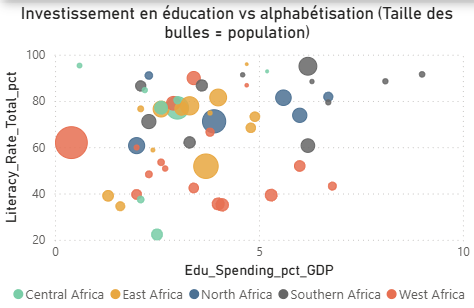 Investissement en éducation vs alphabétisation (Taille des
bulles = population)
Literacy_Rate_Total_pct
100
80
60
40
20
0
5
10
Edu_Spending_pct_GDP
Central Africa
East Africa
North Africa
Southern Africa
West Africa